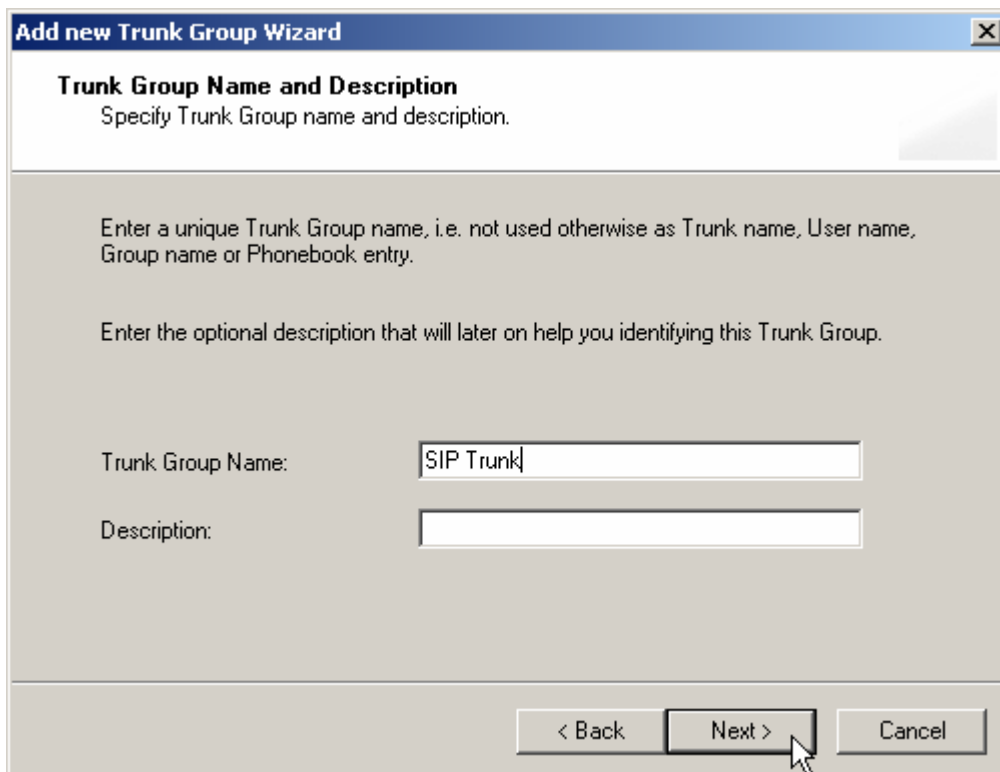 Add new Trunk Group Wizard
Trunk Group Name and Description
Specify Trunk Group name and description.
Enter a unique Trunk Group name, i.e. not used otherwise as Trunk name, User name,
Group name or Phonebook entry.
Enter the optional description that will later on help you identifying this Trunk Group.
Trunk Group Name: SIP Trunk
Description:
< Back Next > Cancel